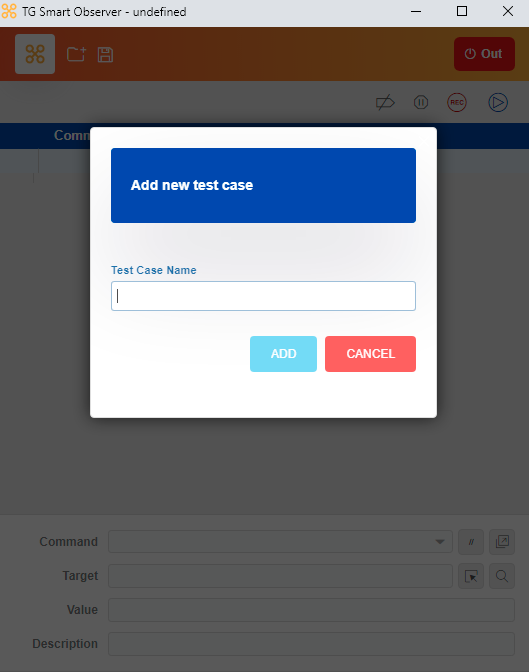 TG Smart Observer - undefined
Out
REC
Comm
Add new test case
Test Case Name
ADD
CANCEL
Command
//
Target
Value
Description